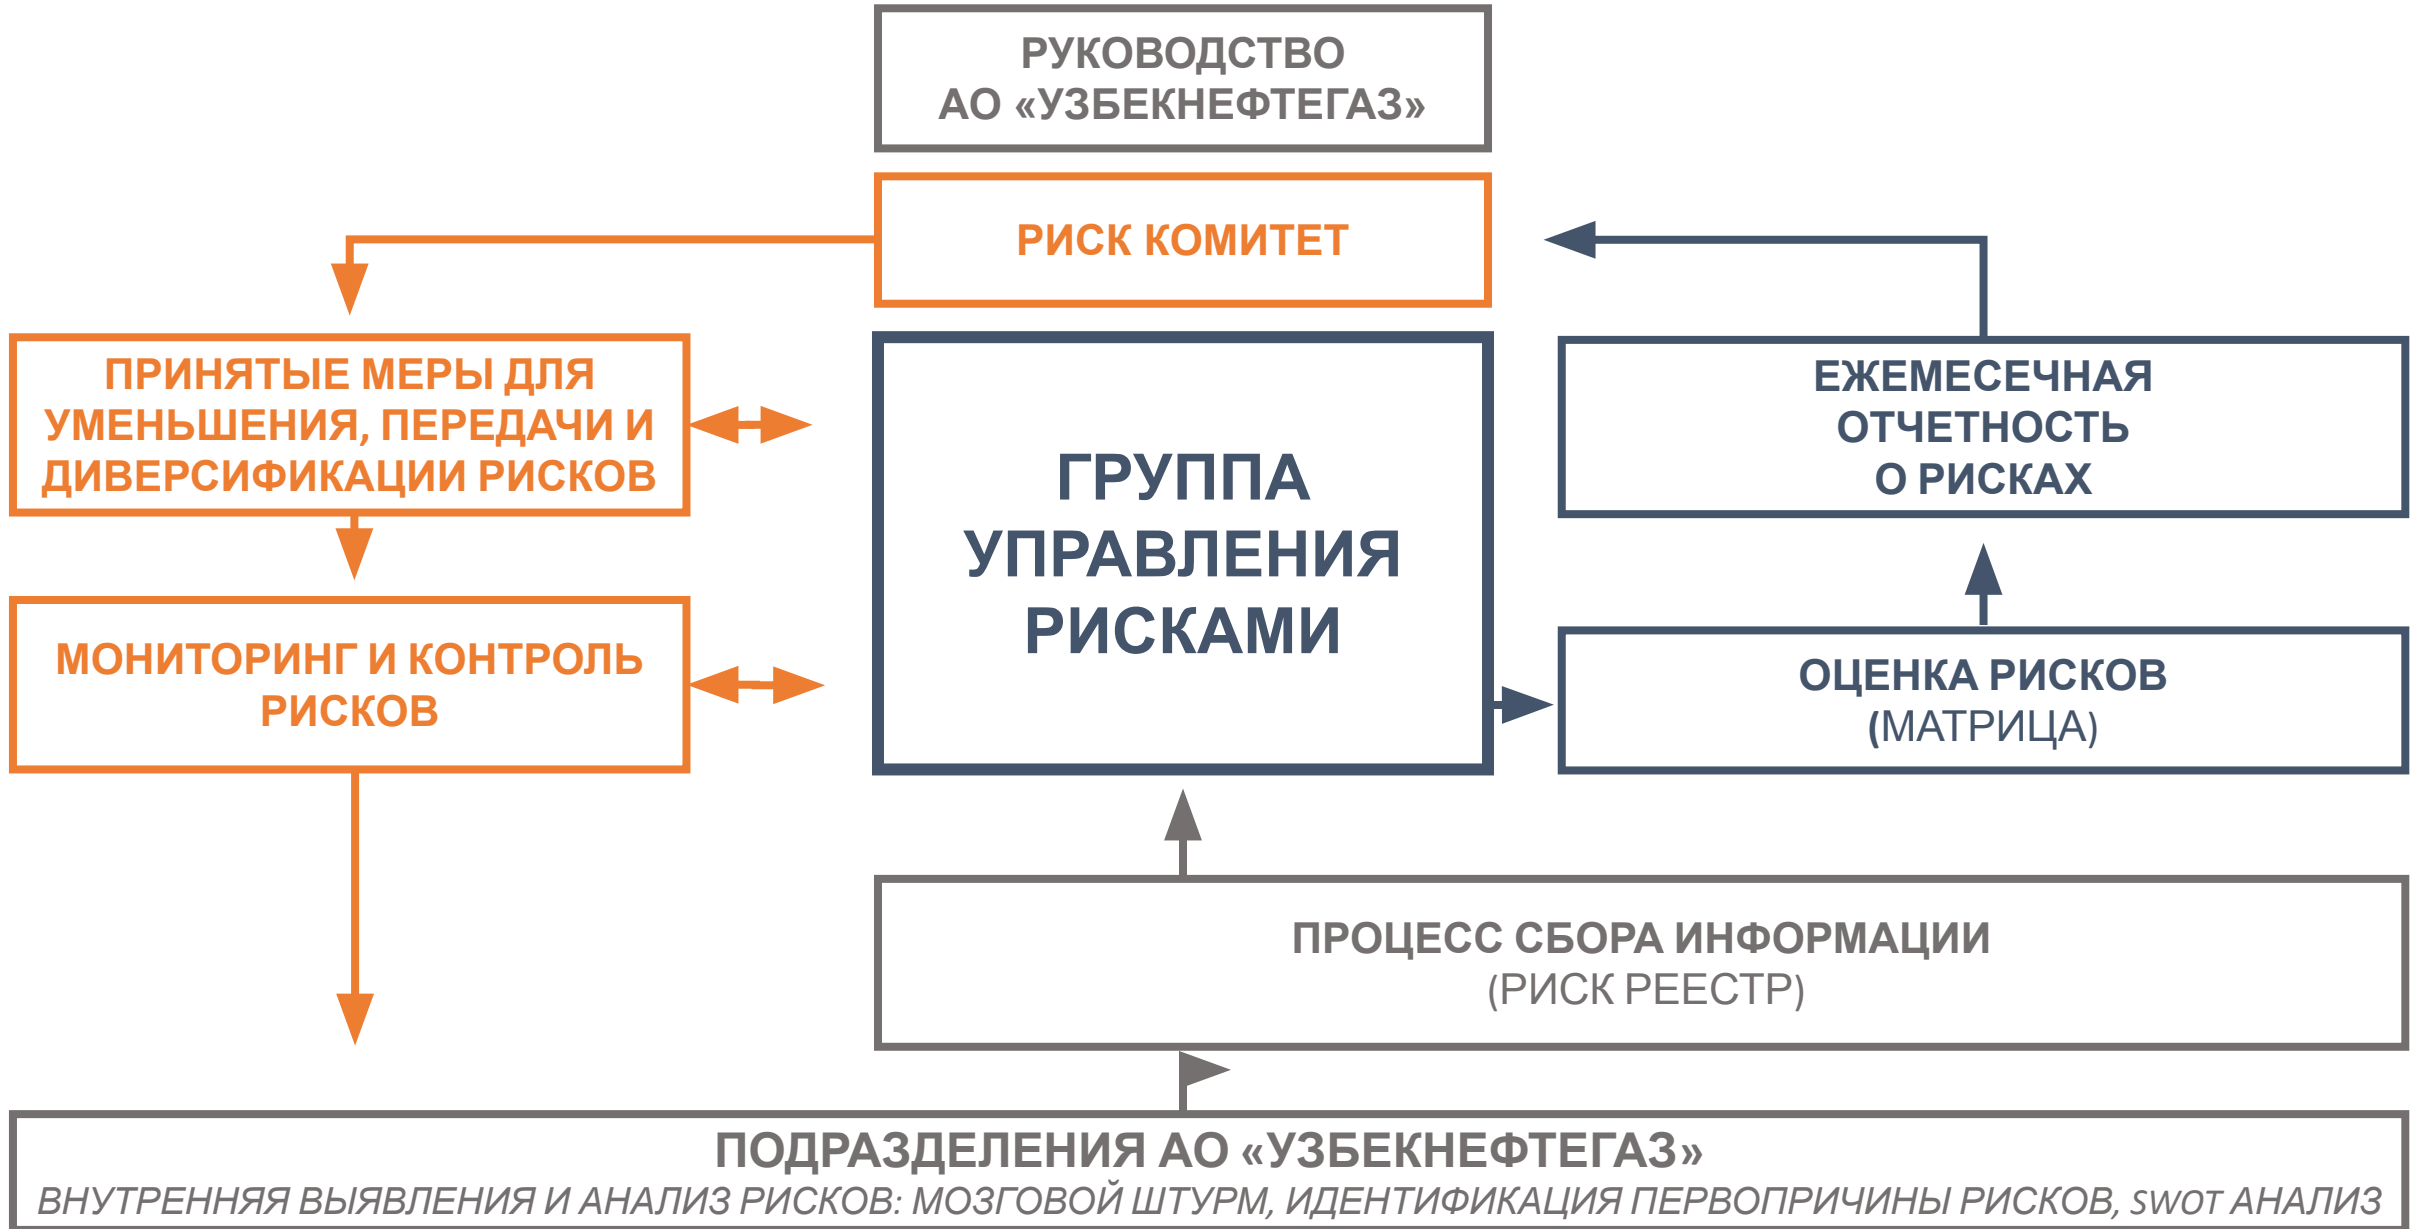 РУКОВОДСТВО
АО «УЗБЕКНЕФТЕГАЗ»
РИСК КОМИТЕТ
ПРИНЯТЫЕ МЕРЫ ДЛЯ
УМЕНЬШЕНИЯ, ПЕРЕДАЧИ И
ДИВЕРСИФИКАЦИИ РИСКОВ
ГРУППА
УПРАВЛЕНИЯ
РИСКАМИ
ЕЖЕМЕСЕЧНАЯ
ОТЧЕТНОСТЬ
О РИСКАХ
МОНИТОРИНГ И КОНТРОЛЬ
РИСКОВ
ОЦЕНКА РИСКОВ
(МАТРИЦА)
ПРОЦЕСС СБОРА ИНФОРМАЦИИ
(РИСК РЕЕСТР)
ПОДРАЗДЕЛЕНИЯ АО «УЗБЕКНЕФТЕГАЗ»
ВНУТРЕННЯЯ ВЫЯВЛЕНИЯ И АНАЛИЗ РИСКОВ: МОЗГОВОЙ ШТУРМ, ИДЕНТИФИКАЦИЯ ПЕРВОПРИЧИНЫ РИСКОВ, SWOT АНАЛИЗ